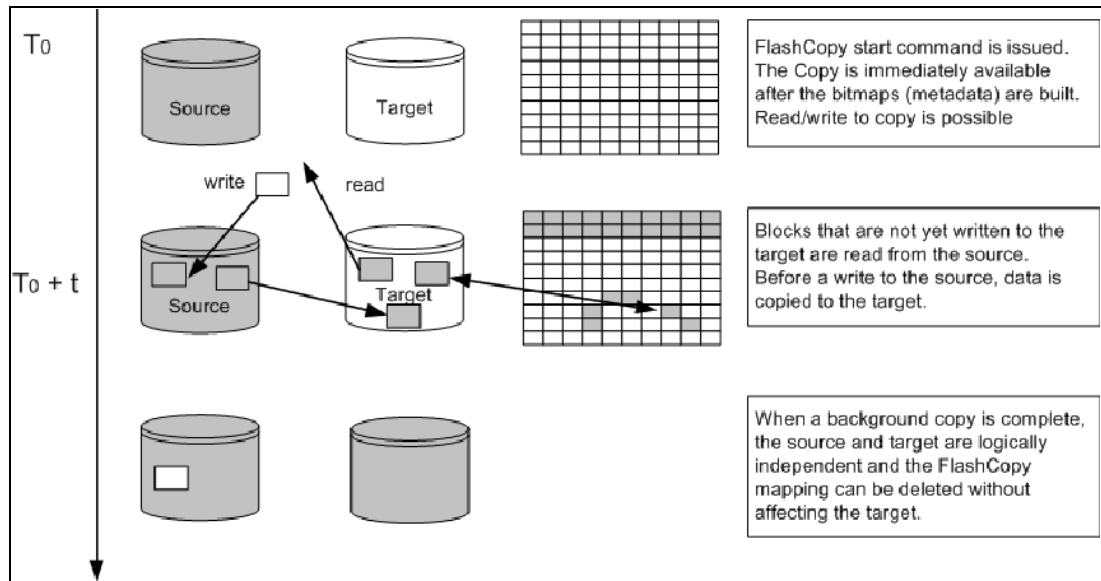 T0
Source
Target
FlashCopy start command is issued.
The Copy is immediately available
after the bitmaps (metadata) are built.
Read/write to copy is possible
write
read
T0 + t
Source
Target
Blocks that are not yet written to the
target are read from the source.
Before a write to the source, data is
copied to the target.
When a background copy is complete,
the source and target are logically
independent and the FlashCopy
mapping can be deleted without
affecting the target.